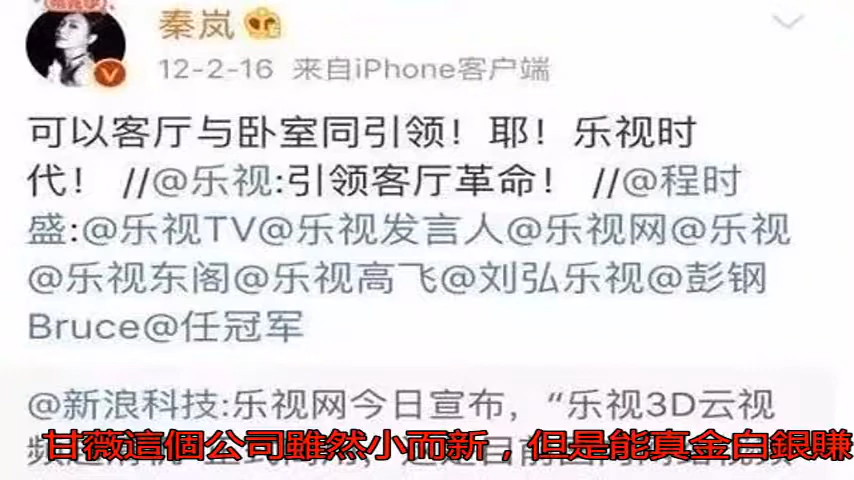 秦岚
12-2-16 来自iPhone客户端
可以客厅与卧室同引领！耶！乐视时
代！ //@乐视:引领客厅革命！ //@程时
盛:@乐视TV@乐视发言人@乐视网@乐视
@乐视东阁@乐视高飞@刘弘乐视@彭钢
Bruce@任冠军
@新浪科技:乐视网今日宣布，“乐视3D云视
甘薇這個公司雖然小而新，但是能真金白銀賺